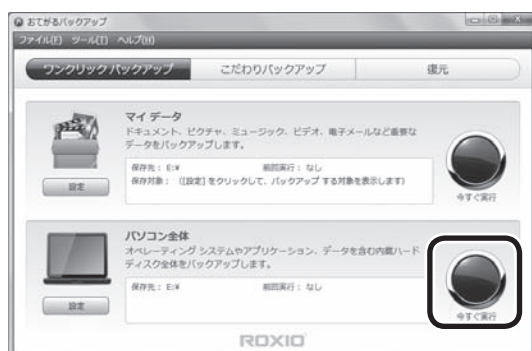 おてがるバックアップ
ファイル(F) ツール(T) ヘルプ(H)
ワンクリックバックアップ こだわりバックアップ 復元
マイ データ
ドキュメント、ピクチャ、ミュージック、ビデオ、電子メールなど重要な
データをバックアップします。
保存先： E:¥ 前回実行： なし
保存対象： （[設定] をクリックして、バックアップ する対象を表示します）
設定
今すぐ実行
パソコン全体
オペレーティング システムやアプリケーション、データを含む内蔵ハード
ディスク全体をバックアップします。
保存先： E:¥ 前回実行： なし
設定
今すぐ実行
ROXIO